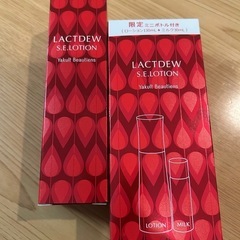 LACTDEW
S.E.LOTION
Yakult Beautiens
限定 ミニボトル付き
LACTDEW
S.E.LOTION
Yakult Beautiens
LOTION
MILK